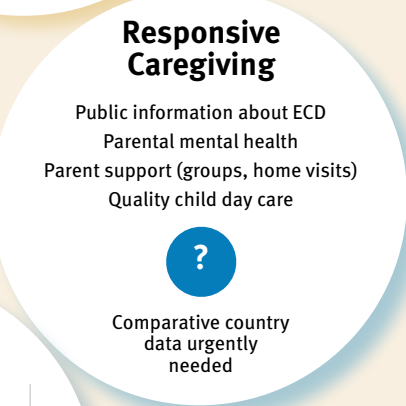 Responsive
Caregiving
Public information about ECD
Parental mental health
Parent support (groups, home visits)
Quality child day care
?
Comparative country
data urgently
needed